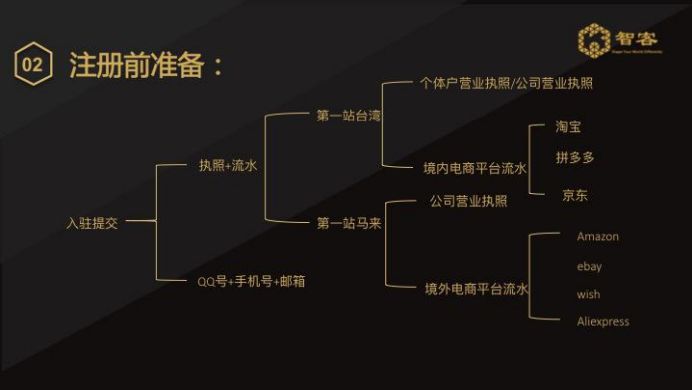 02
注册前准备：
智客
入驻提交
执照+流水
QQ号+手机号+邮箱
第一站台湾
第一站马来
个体户营业执照/公司营业执照
境内电商平台流水
淘宝
拼多多
京东
公司营业执照
境外电商平台流水
Amazon
ebay
wish
Aliexpress